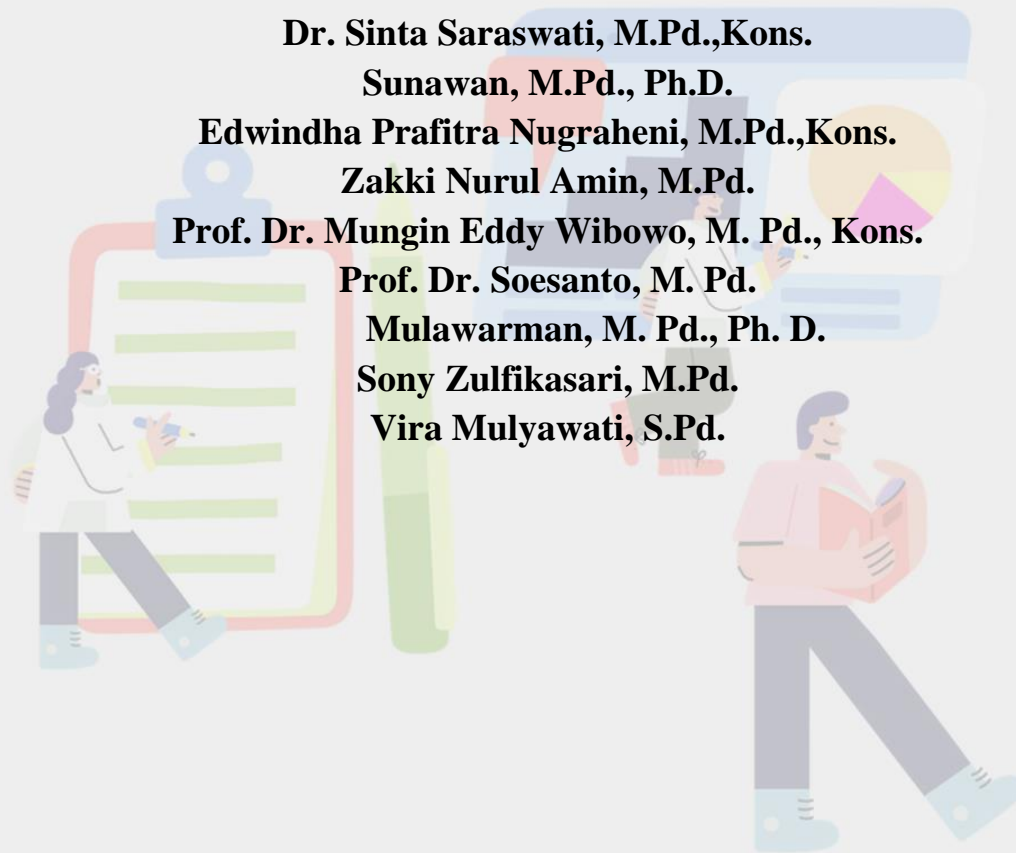 Dr. Sinta Saraswati, M.Pd.,Kons.
Sunawan, M.Pd., Ph.D.
Edwindha Prafitra Nugraheni, M.Pd.,Kons.
Zakki Nurul Amin, M.Pd.
Prof. Dr. Mungin Eddy Wibowo, M. Pd., Kons.
Prof. Dr. Soesanto, M. Pd.
Mulawarman, M. Pd., Ph. D.
Sony Zulfikasari, M.Pd.
Vira Mulyawati, S.Pd.